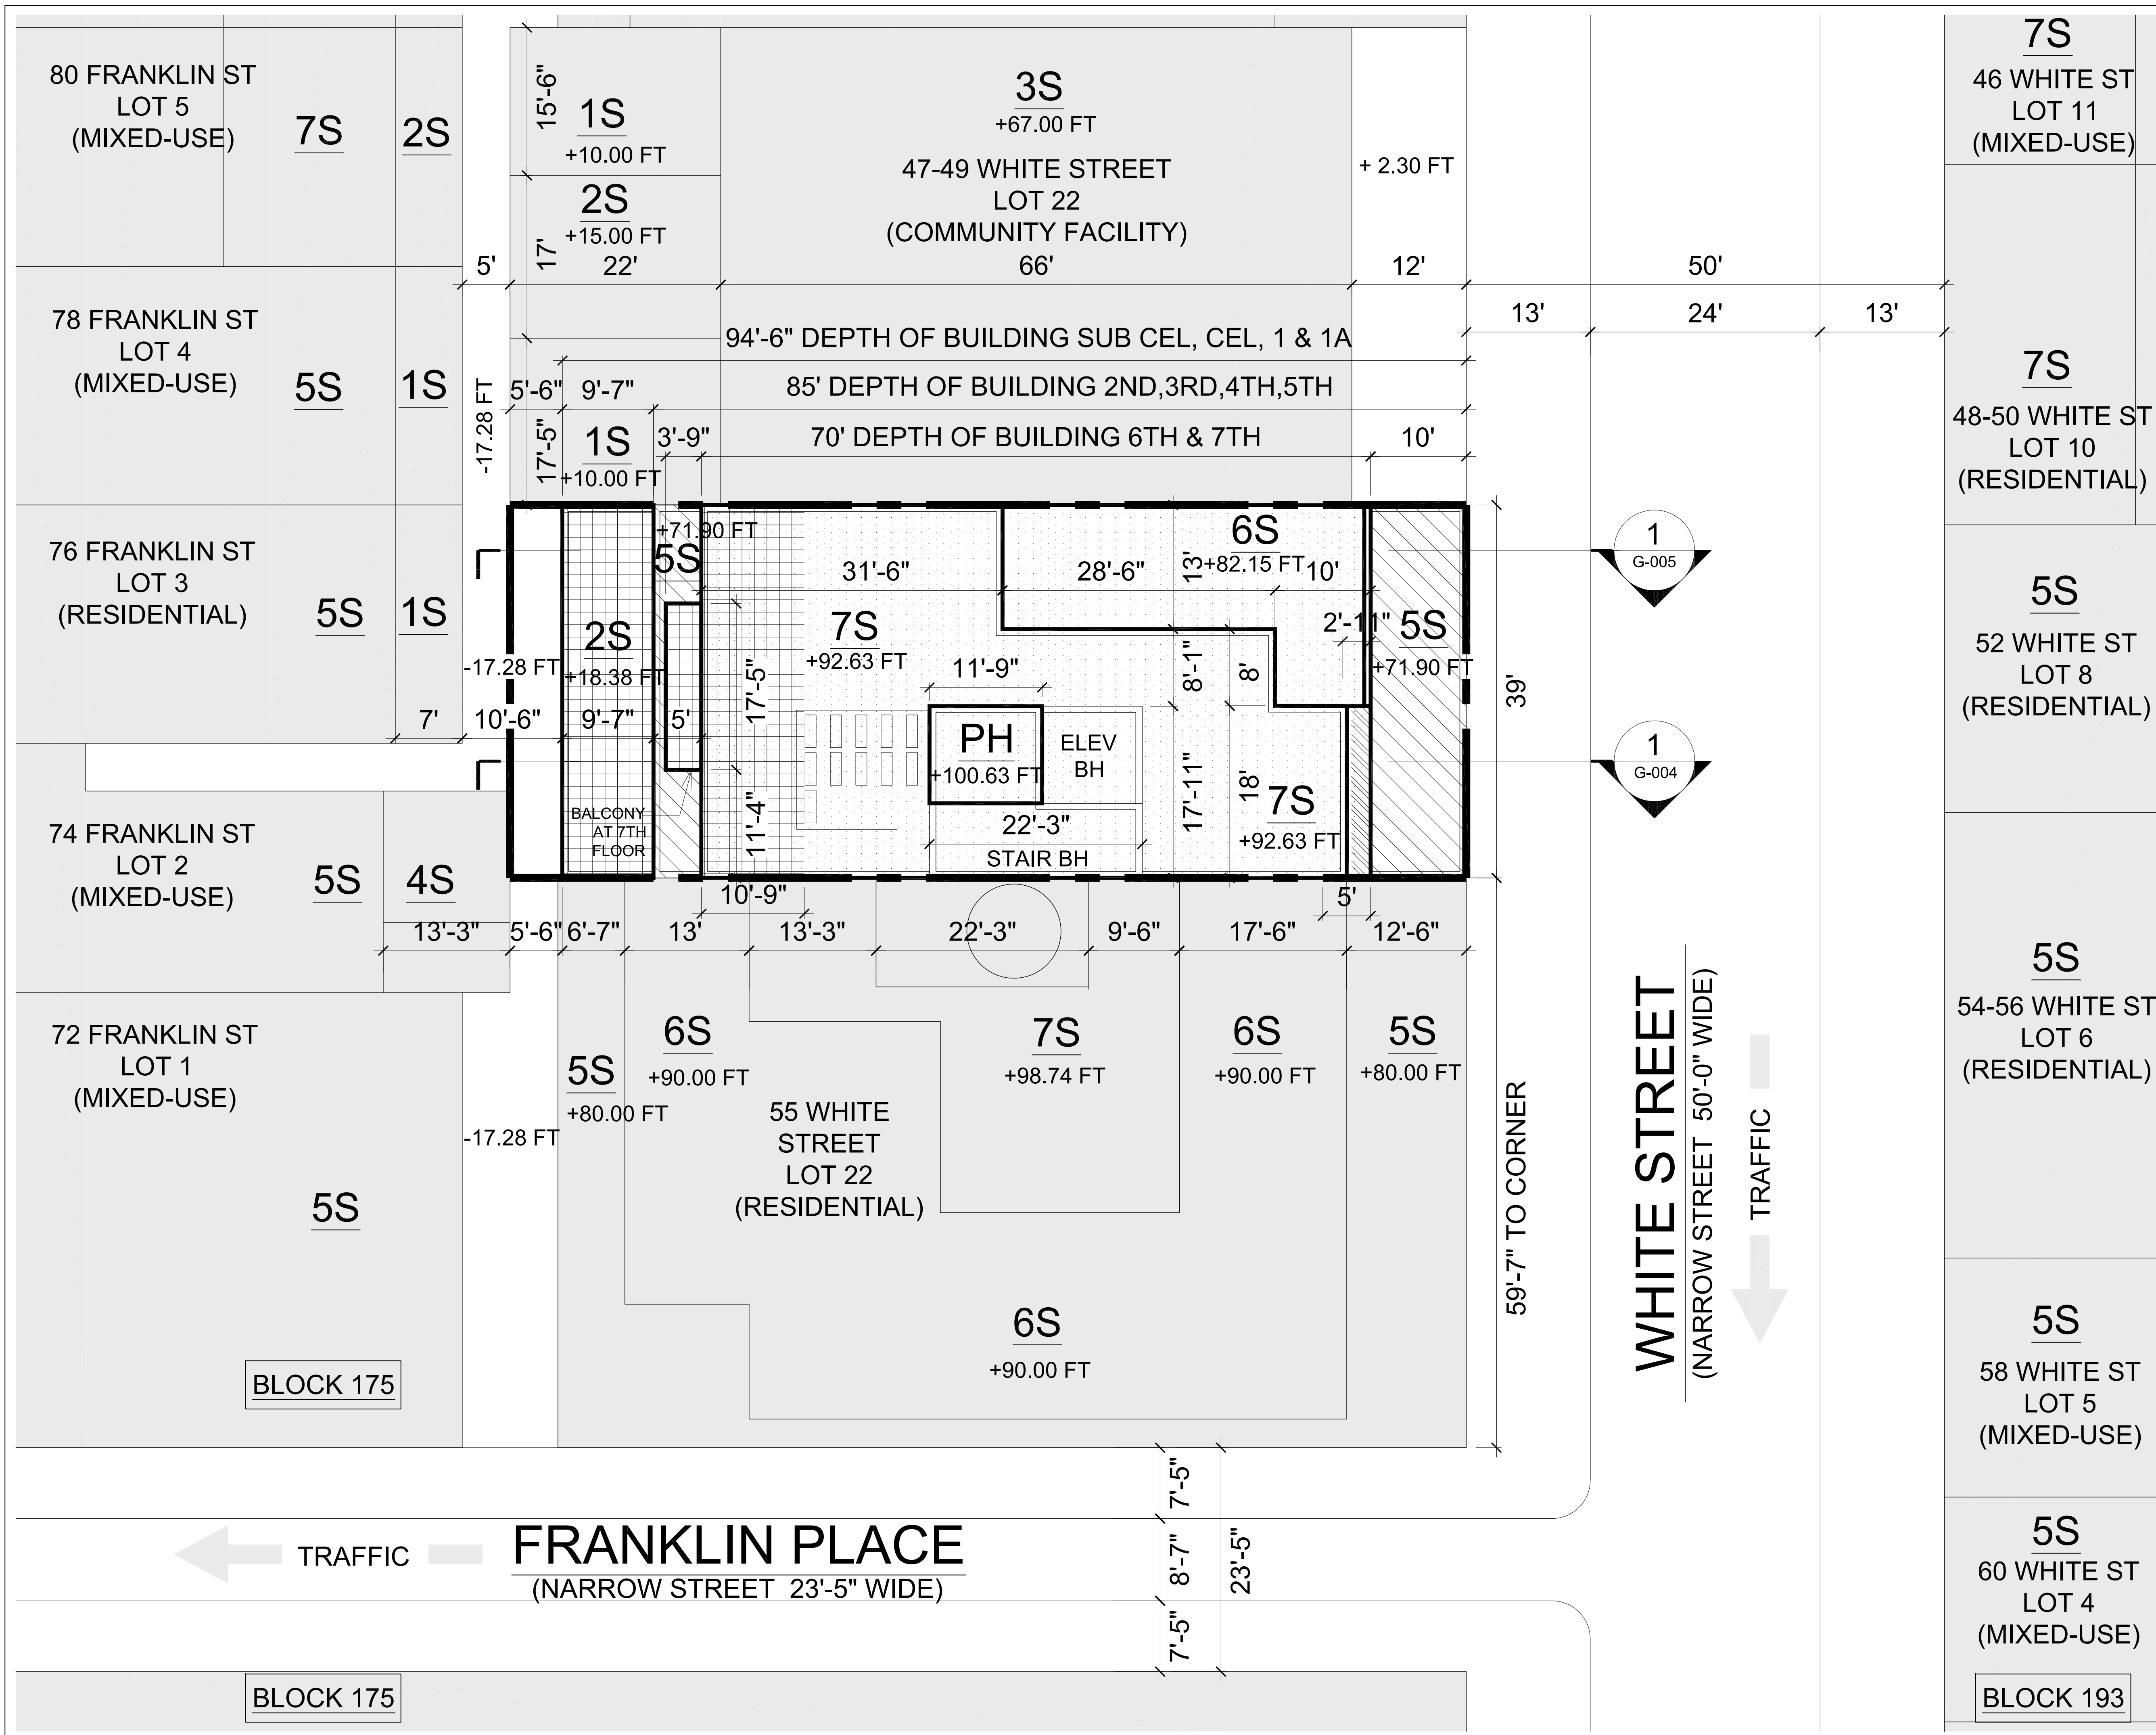 80 FRANKLIN ST
LOT 5
(MIXED-USE)
7S
2S
15'-6"
1S
+10.00 FT
2S
+15.00 FT
17'
22'
3S
+67.00 FT
47-49 WHITE STREET
LOT 22
(COMMUNITY FACILITY)
66'
+ 2.30 FT
12'
5'
50'
13'
24'
13'
7S
46 WHITE ST
LOT 11
(MIXED-USE)
78 FRANKLIN ST
LOT 4
(MIXED-USE)
5S
1S
-17.28 FT
94'-6" DEPTH OF BUILDING SUB CEL, CEL, 1 & 1A
5'-6"
9'-7"
85' DEPTH OF BUILDING 2ND,3RD,4TH,5TH
17'-5"
1S
+10.00 FT
3'-9"
70' DEPTH OF BUILDING 6TH & 7TH
10'
7S
48-50 WHITE ST
LOT 10
(RESIDENTIAL)
76 FRANKLIN ST
LOT 3
(RESIDENTIAL)
5S
1S
-17.28 FT
7'
10'-6"
2S
+18.38 FT
9'-7"
5'
+71.90 FT
5S
31'-6"
7S
+92.63 FT
17'-5"
11'-4"
28'-6"
13'
6S
+82.15 FT
10'
2'-11"
5S
+71.90 FT
11'-9"
8'-1"
8'
PH
+100.63 FT
ELEV
BH
17'-11"
18'
7S
+92.63 FT
22'-3"
STAIR BH
BALCONY
AT 7TH
FLOOR
39'
1
G-005
1
G-004
5S
52 WHITE ST
LOT 8
(RESIDENTIAL)
74 FRANKLIN ST
LOT 2
(MIXED-USE)
5S
4S
10'-9"
5'
13'-3"
5'-6"
6'-7"
13'
13'-3"
22'-3"
9'-6"
17'-6"
12'-6"
5S
54-56 WHITE ST
LOT 6
(RESIDENTIAL)
72 FRANKLIN ST
LOT 1
(MIXED-USE)
5S
-17.28 FT
5S
+80.00 FT
6S
+90.00 FT
7S
+98.74 FT
6S
+90.00 FT
5S
+80.00 FT
55 WHITE
STREET
LOT 22
(RESIDENTIAL)
6S
+90.00 FT
59'-7" TO CORNER
WHITE STREET
(NARROW STREET 50'-0" WIDE)
TRAFFIC
5S
58 WHITE ST
LOT 5
(MIXED-USE)
BLOCK 175
TRAFFIC
FRANKLIN PLACE
(NARROW STREET 23'-5" WIDE)
7'-5"
8'-7"
7'-5"
23'-5"
5S
60 WHITE ST
LOT 4
(MIXED-USE)
BLOCK 175
BLOCK 193